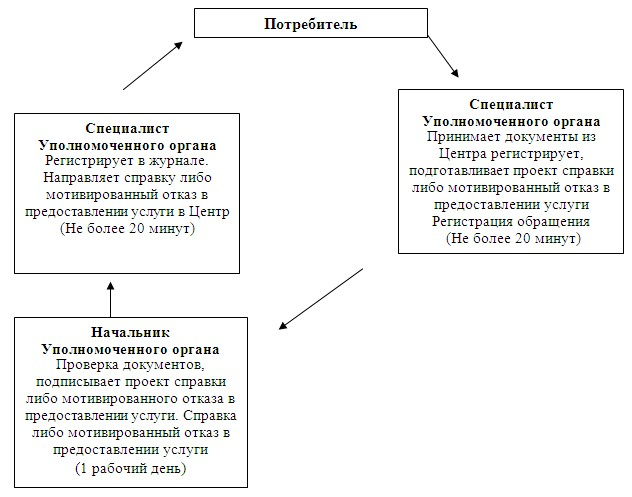 Потребитель
Специалист
Уполномоченного органа
Принимает документы из
Центра регистрирует,
подготавливает проект справки
либо мотивированный отказ в
предоставлении услуги
Регистрация обращения
(Не более 20 минут)
Специалист
Уполномоченного органа
Регистрирует в журнале.
Направляет справку либо
мотивированный отказ в
предоставлении услуги в Центр
(Не более 20 минут)
Начальник
Уполномоченного органа
Проверка документов,
подписывает проект справки
либо мотивированного отказа в
предоставлении услуги. Справка
либо мотивированный отказ в
предоставлении услуги
(1 рабочий день)